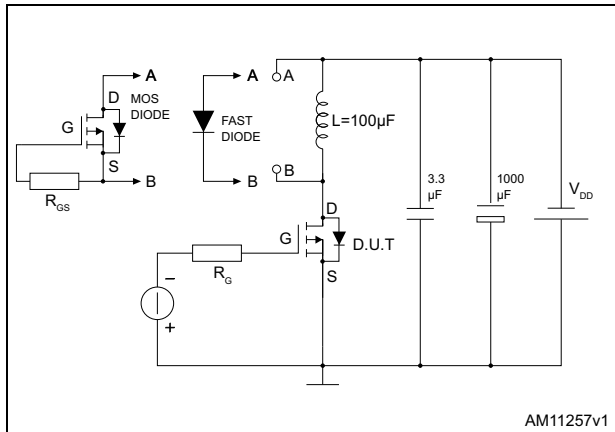 A
D
MOS
DIODE
G
S
B
R_GS
A
FAST
DIODE
B
A
L=100µF
B
D
G
D.U.T
S
R_G
−
+
3.3
µF
1000
µF
V_DD
AM11257v1